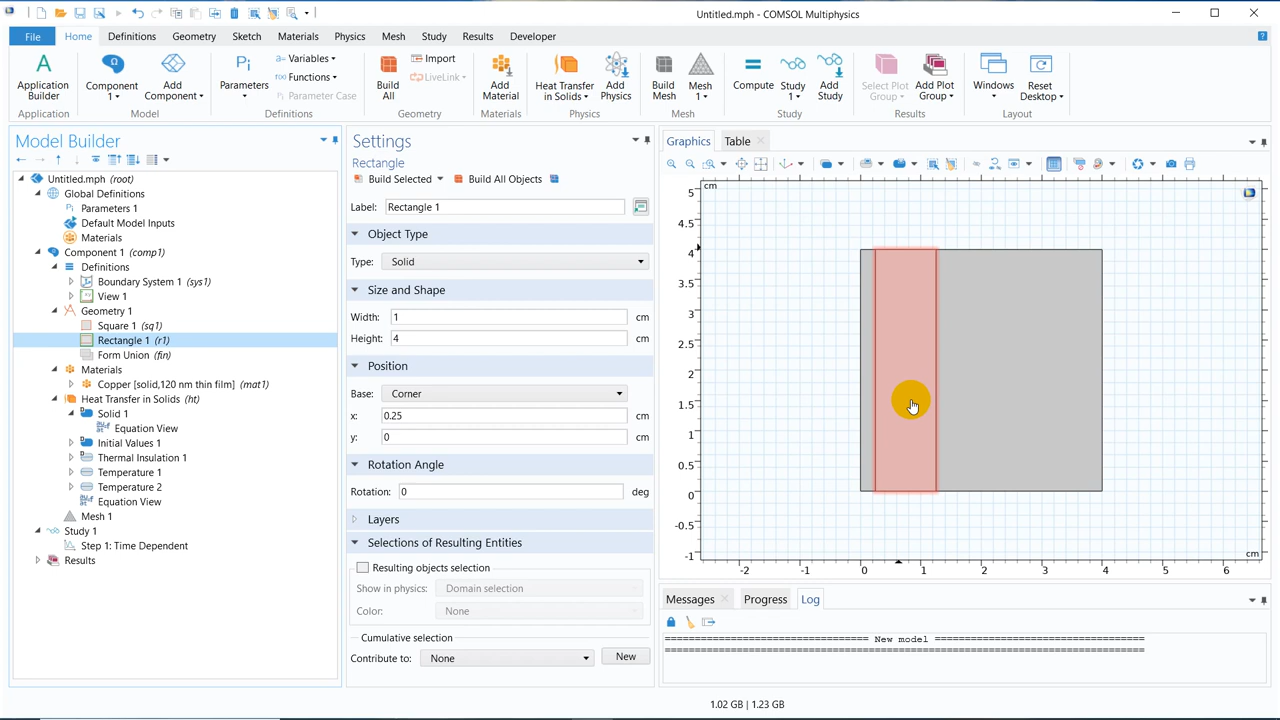 Untitled.mph - COMSOL Multiphysics
File Home Definitions Geometry Sketch Materials Physics Mesh Study Results Developer
Application Builder
Component 1
Add Component
Pi
Parameters
a= Variables
f(x) Functions
Pi Parameter Case
Build All
Import
LiveLink
Add Material
Heat Transfer in Solids
Add Physics
Build Mesh
Mesh 1
Compute
Study 1
Add Study
Select Plot Group
Add Plot Group
Windows
Reset Desktop
Application Model Definitions Geometry Materials Physics Mesh Study Results Layout
Model Builder
Untitled.mph (root)
Global Definitions
Pi Parameters 1
Default Model Inputs
Materials
Component 1 (comp1)
Definitions
Boundary System 1 (sys1)
View 1
Geometry 1
Square 1 (sq1)
Rectangle 1 (r1)
Form Union (fin)
Materials
Copper [solid,120 nm thin film] (mat1)
Heat Transfer in Solids (ht)
Solid 1
Equation View
Initial Values 1
Thermal Insulation 1
Temperature 1
Temperature 2
Equation View
Mesh 1
Study 1
Step 1: Time Dependent
Results
Settings
Rectangle
uild Selected Build All Objects
Label: Rectangle 1
Object Type
Type: Solid
Size and Shape
Width: 1 cm
Height: 4 cm
Position
Base: Corner
x: 0.25 cm
y: 0 cm
Rotation Angle
Rotation: 0 deg
Layers
Selections of Resulting Entities
Resulting objects selection
Show in physics: Domain selection
Color: None
Cumulative selection
Contribute to: None New
Graphics Table
cm
5
4.5
4
3.5
3
2.5
2
1.5
1
0.5
0
-0.5
-1
cm
-2 -1 0 1 2 3 4 5 6
Messages Progress Log
================================== New model ==================================
1.02 GB | 1.23 GB